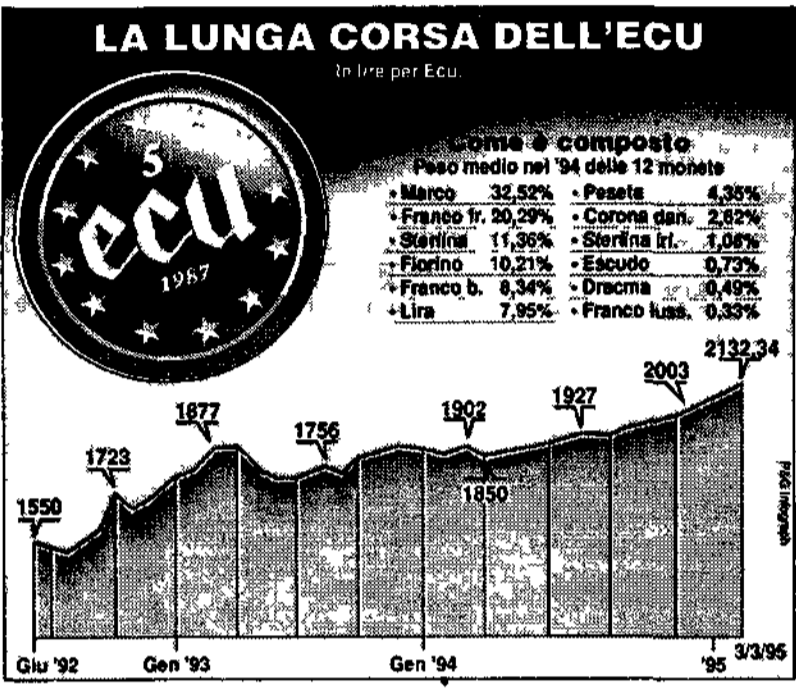 LA LUNGA CORSA DELL'ECU
In lire per Ecu.
5
ecu
1987
Come è composto
Peso medio nel '94 delle 12 monete
• Marco 32,52%
• Franco fr. 20,29%
• Sterlina 11,36%
• Fiorino 10,21%
• Franco b. 8,34%
• Lira 7,95%
• Peseta 4,35%
• Corona dan. 2,62%
• Sterlina irl. 1,06%
• Escudo 0,73%
• Dracma 0,49%
• Franco luss. 0,33%
1550
1723
1877
1756
1902
1850
1927
2003
2132,34
Giu '92
Gen '93
Gen '94
'95
3/3/95
P&G Infograph